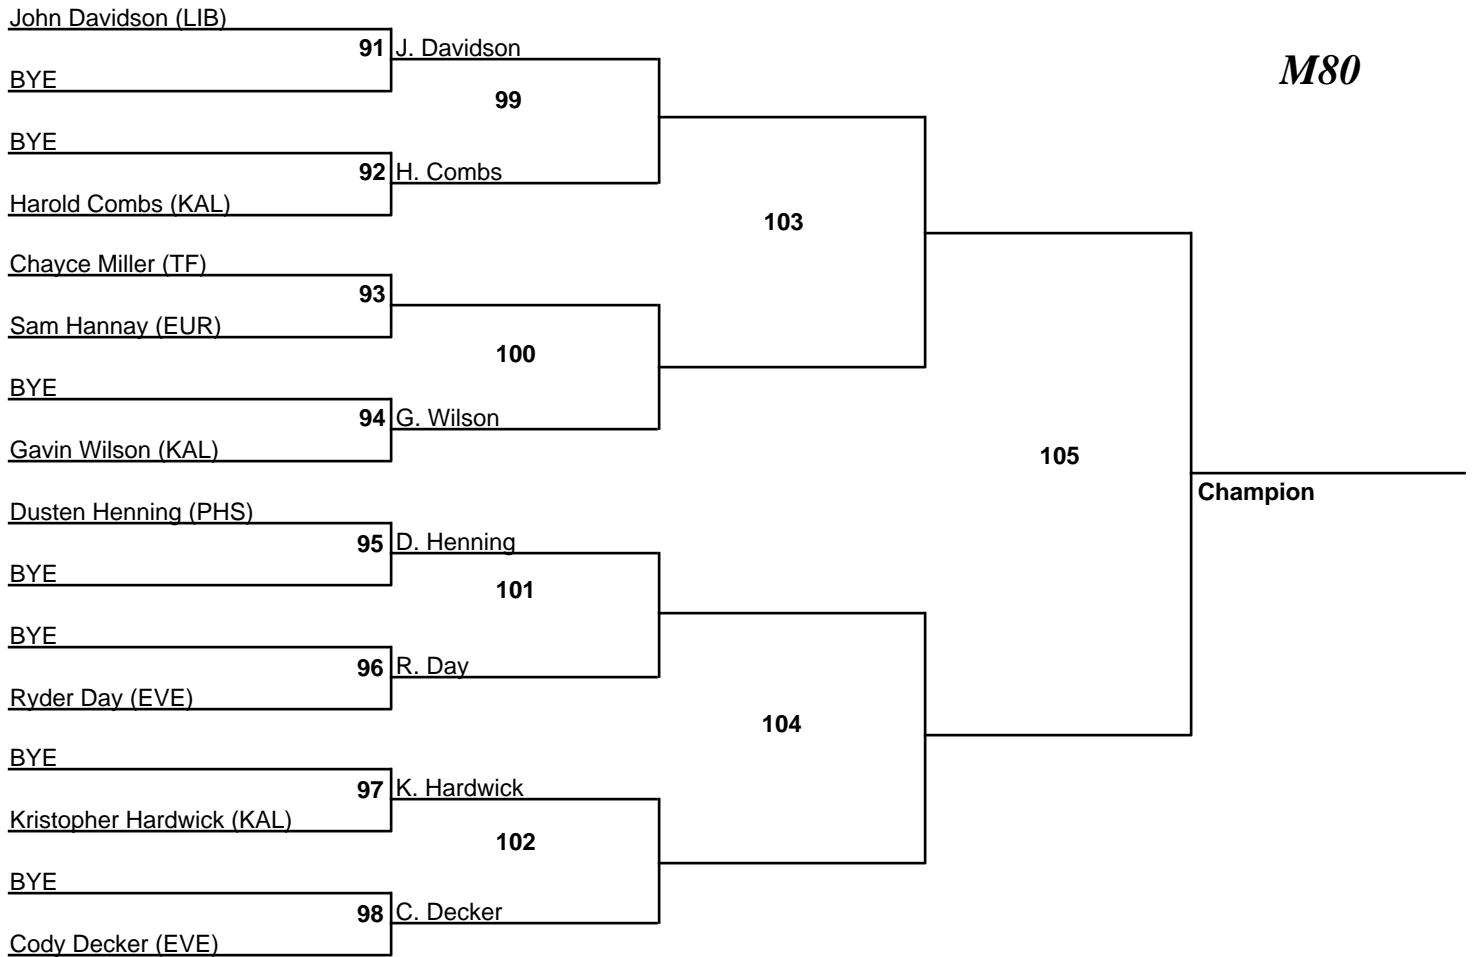 John Davidson (LIB)
91 J. Davidson
BYE
M80
99
BYE
92 H. Combs
Harold Combs (KAL)
103
Chayce Miller (TF)
93
Sam Hannay (EUR)
100
BYE
94 G. Wilson
Gavin Wilson (KAL)
105
Champion
Dusten Henning (PHS)
95 D. Henning
BYE
101
BYE
96 R. Day
Ryder Day (EVE)
104
BYE
97 K. Hardwick
Kristopher Hardwick (KAL)
102
BYE
98 C. Decker
Cody Decker (EVE)